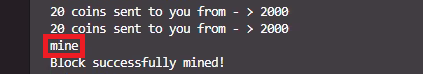 20 coins sent to you from - > 2000
20 coins sent to you from - > 2000
mine
Block successfully mined!